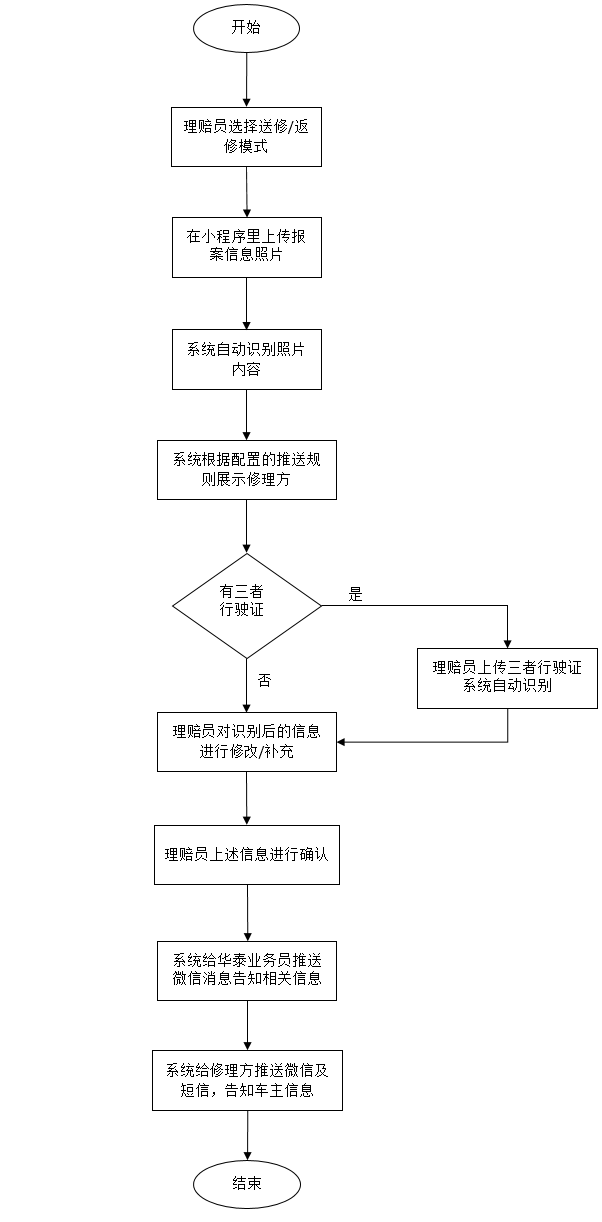 开始
理赔员选择送修/返
修模式
在小程序里上传报
案信息照片
系统自动识别照片
内容
系统根据配置的推送规
则展示修理方
有三者
行驶证
是
理赔员上传三者行驶证
系统自动识别
否
理赔员对识别后的信息
进行修改/补充
理赔员上述信息进行确认
系统给华泰业务员推送
微信消息告知相关信息
系统给修理方推送微信及
短信，告知车主信息
结束